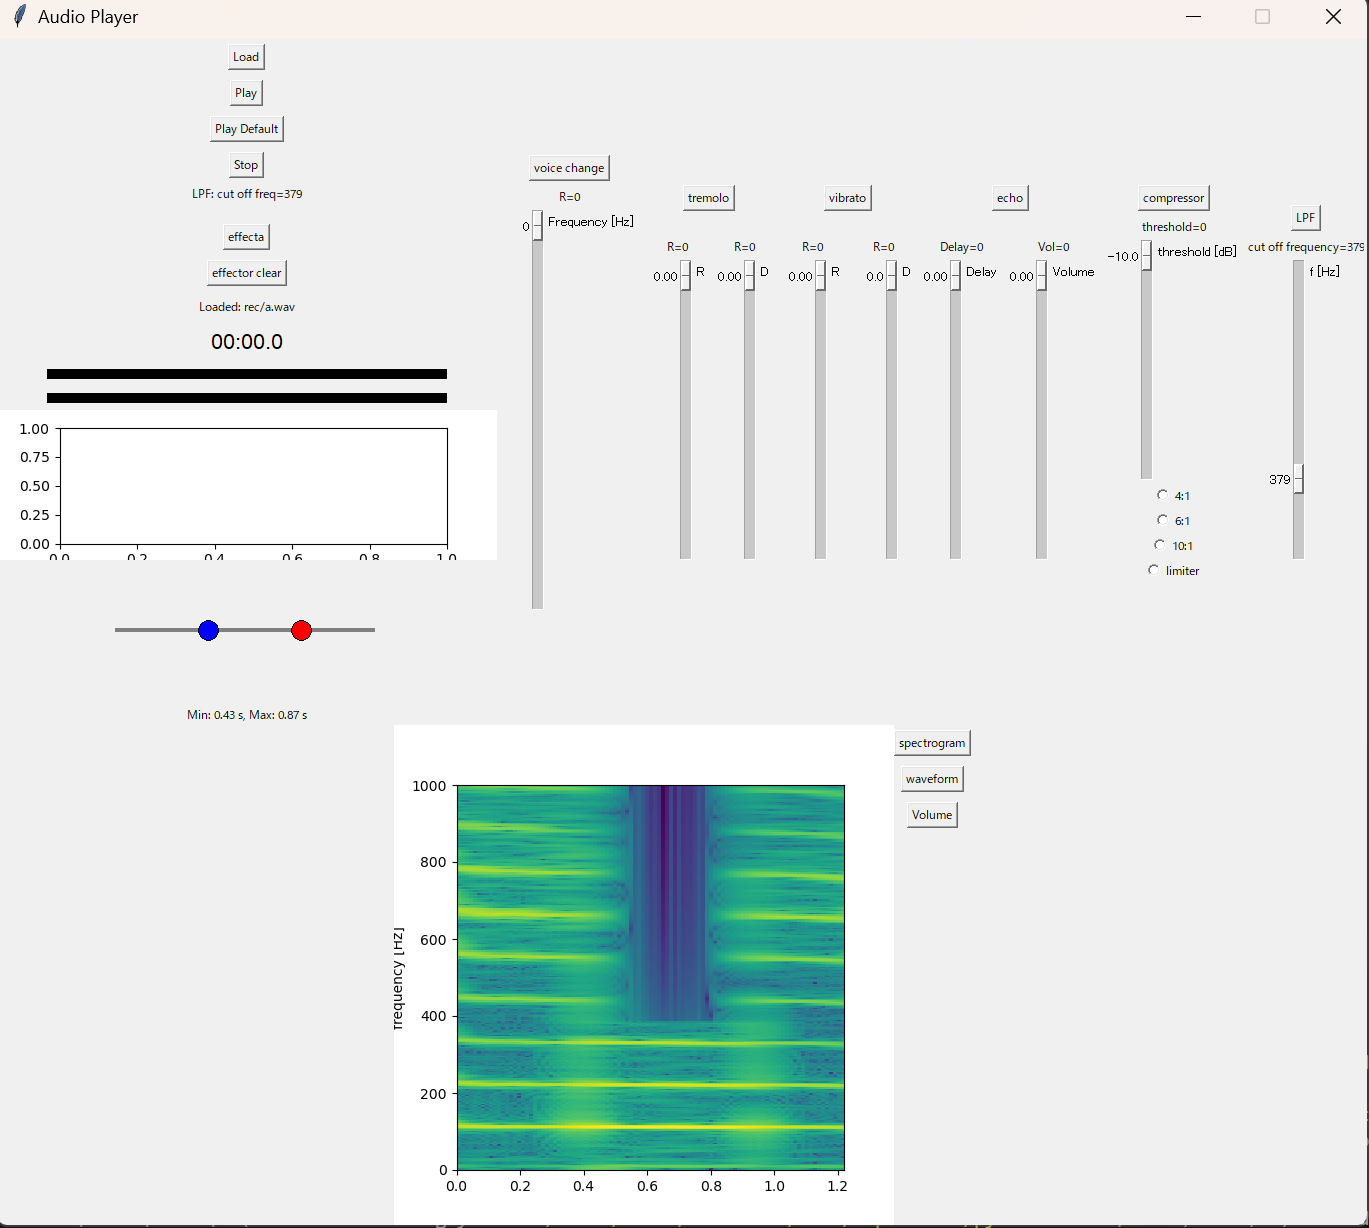 Audio Player
Load
Play
Play Default
Stop
LPF: cut off freq=379
effecta
effector clear
Loaded: rec/a.wav
00:00.0
1.00
0.75
0.50
0.25
0.00
0.0 0.2 0.4 0.6 0.8 1.0
Min: 0.43 s, Max: 0.87 s
voice change
R=0
0 Frequency [Hz]
tremolo
R=0 R=0
0.00 R 0.00 D
vibrato
R=0 R=0
0.00 R 0.0 D
echo
Delay=0 Vol=0
0.00 Delay 0.00 Volume
compressor
threshold=0
-10.0 threshold [dB]
4:1
6:1
10:1
limiter
LPF
cut off frequency=379
f [Hz]
379
spectrogram
waveform
Volume
frequency [Hz]
1000
800
600
400
200
0
0.0 0.2 0.4 0.6 0.8 1.0 1.2